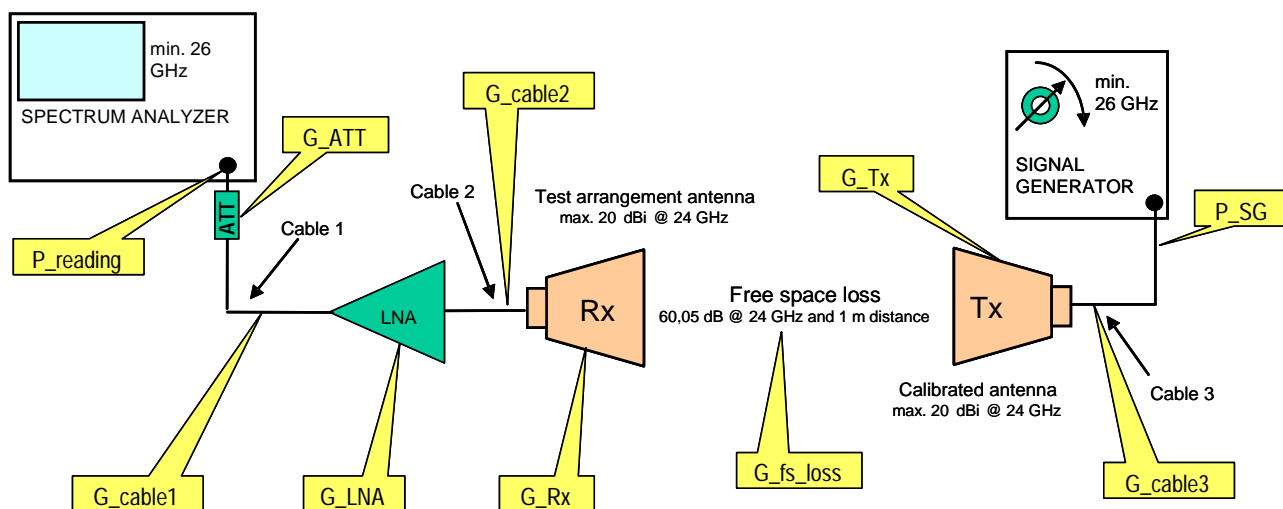 min. 26
GHz
SPECTRUM ANALYZER
G_ATT
G_cable2
ATT
Cable 1
Cable 2
P_reading
Test arrangement antenna
max. 20 dBi @ 24 GHz
LNA
Rx
Free space loss
60,05 dB @ 24 GHz and 1 m distance
G_Tx
min.
26 GHz
SIGNAL
GENERATOR
P_SG
Tx
Calibrated antenna
max. 20 dBi @ 24 GHz
Cable 3
G_cable1
G_LNA
G_Rx
G_fs_loss
G_cable3